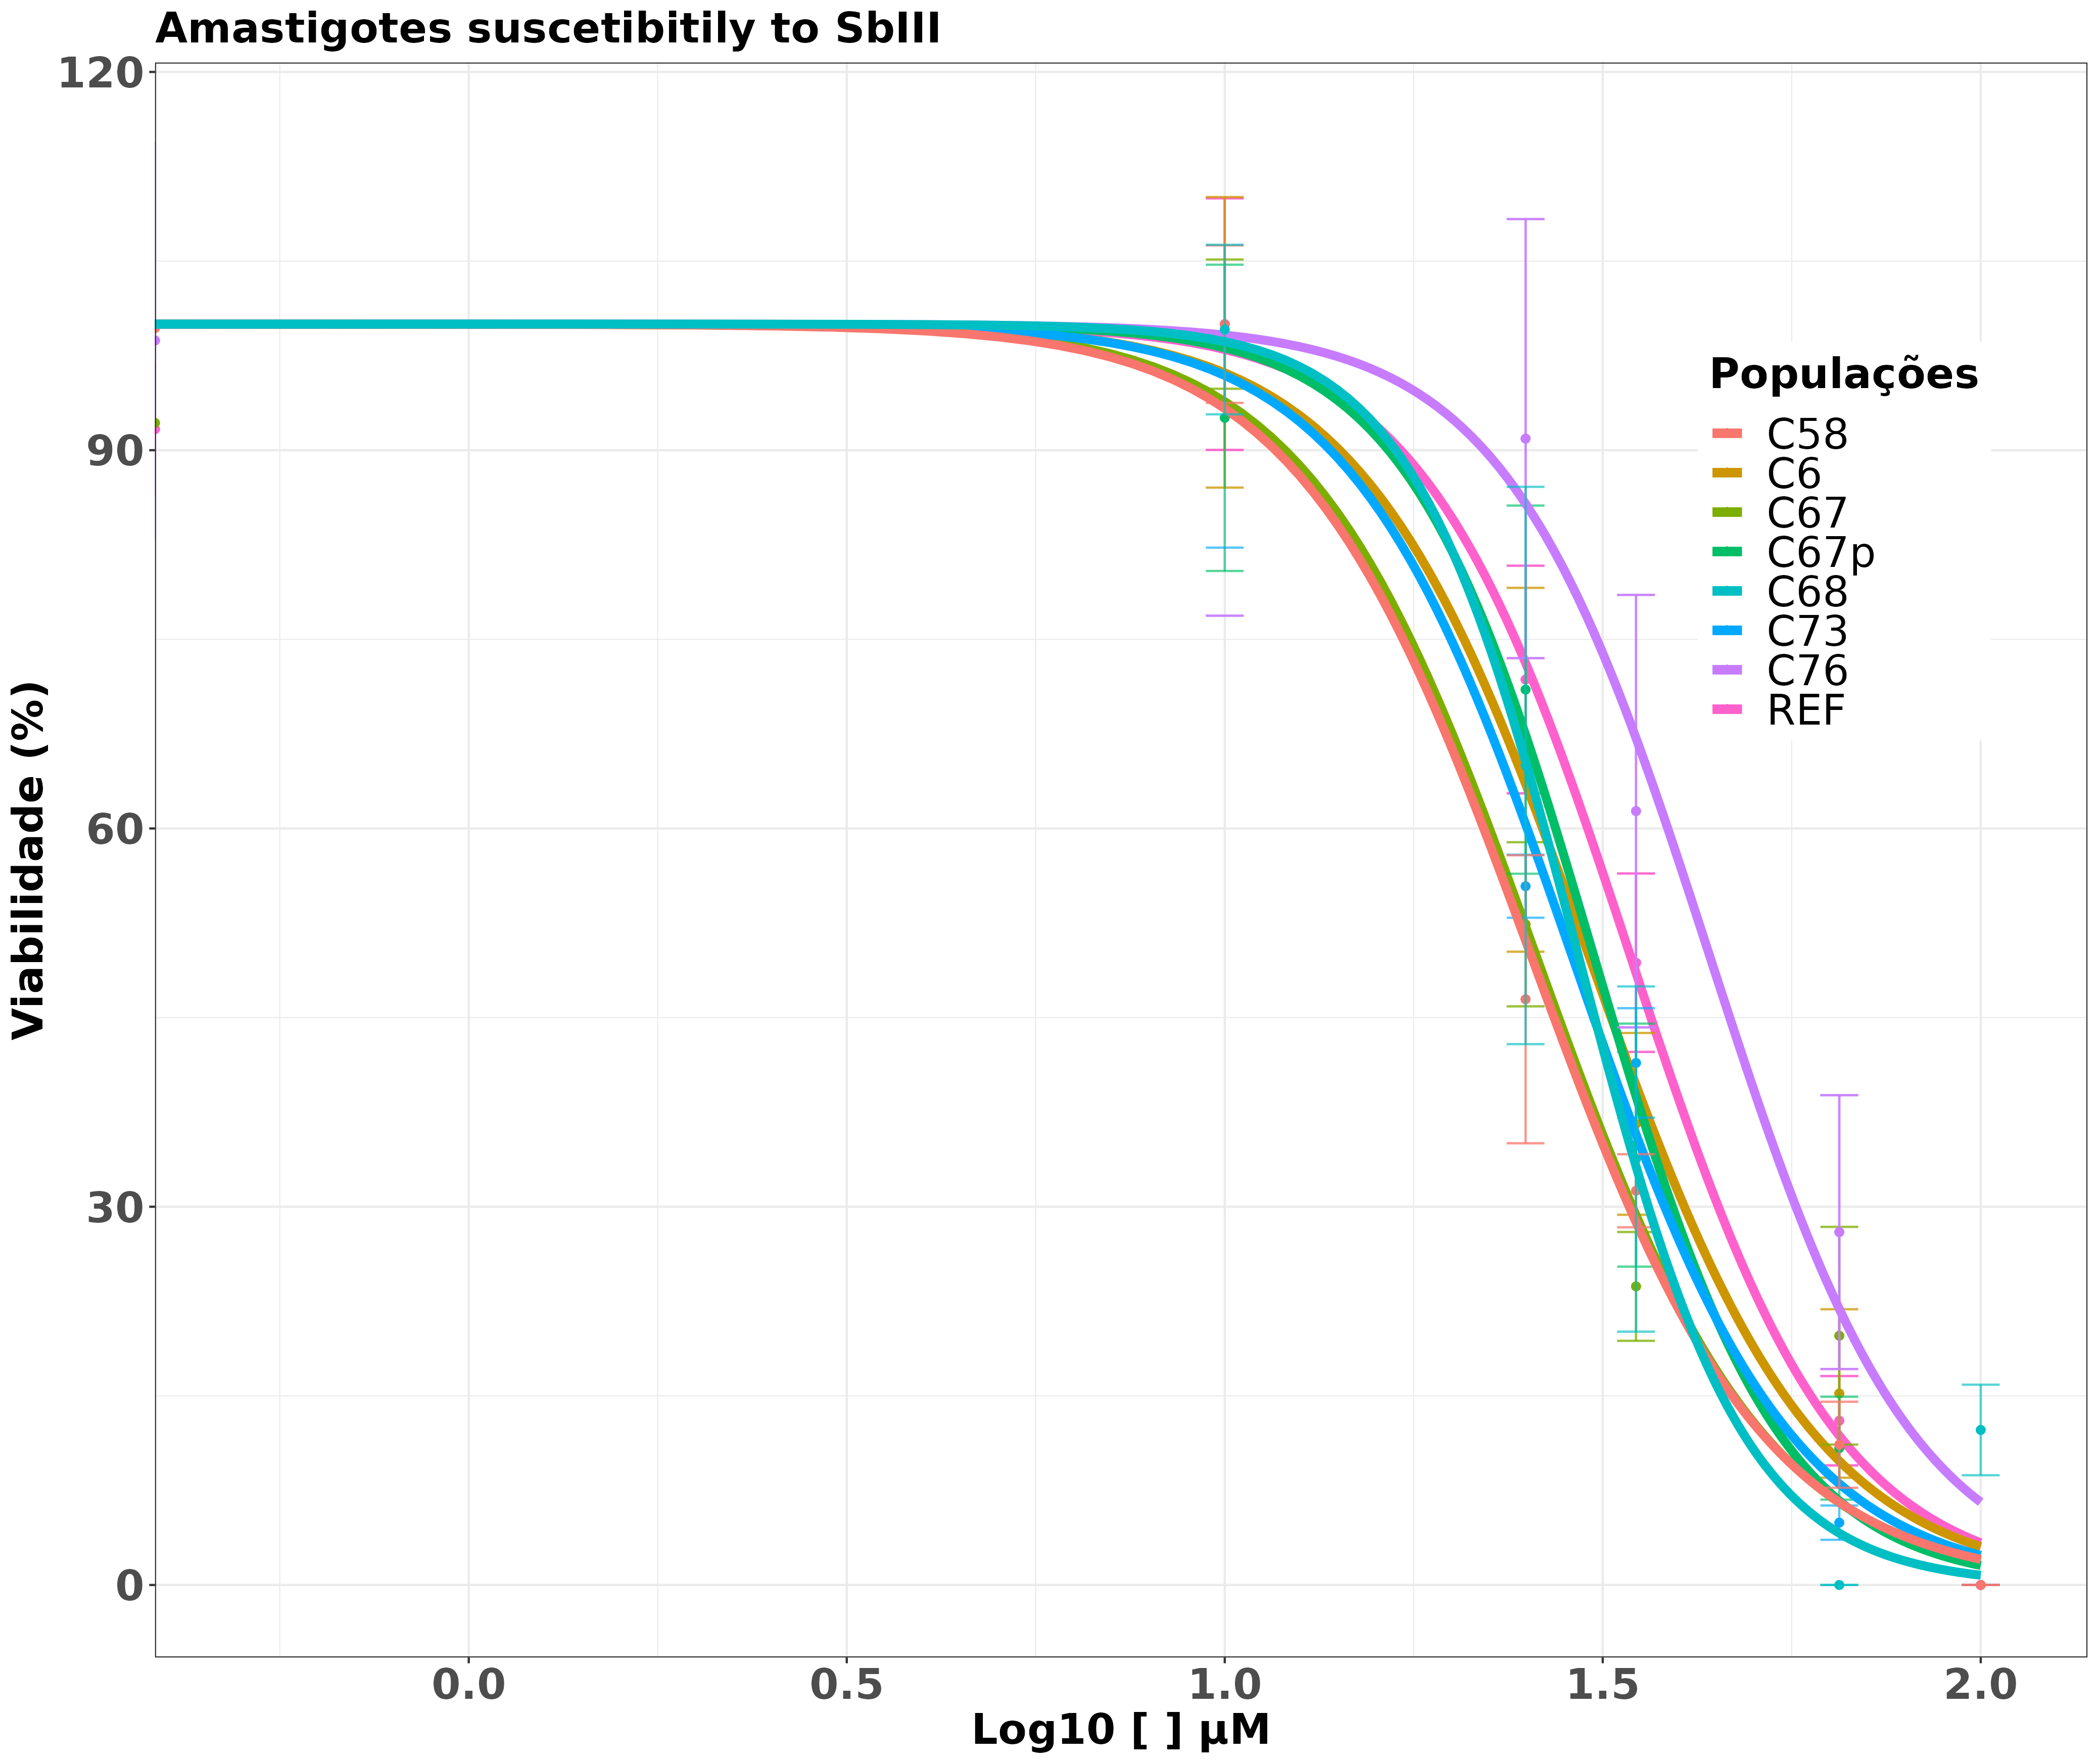 Amastigotes suscetibitily to SbIII
Viabilidade (%)
120
90
60
30
0
Populações
C58
C6
C67
C67p
C68
C73
C76
REF
0.0 0.5 1.0 1.5 2.0
Log10 [ ] µM